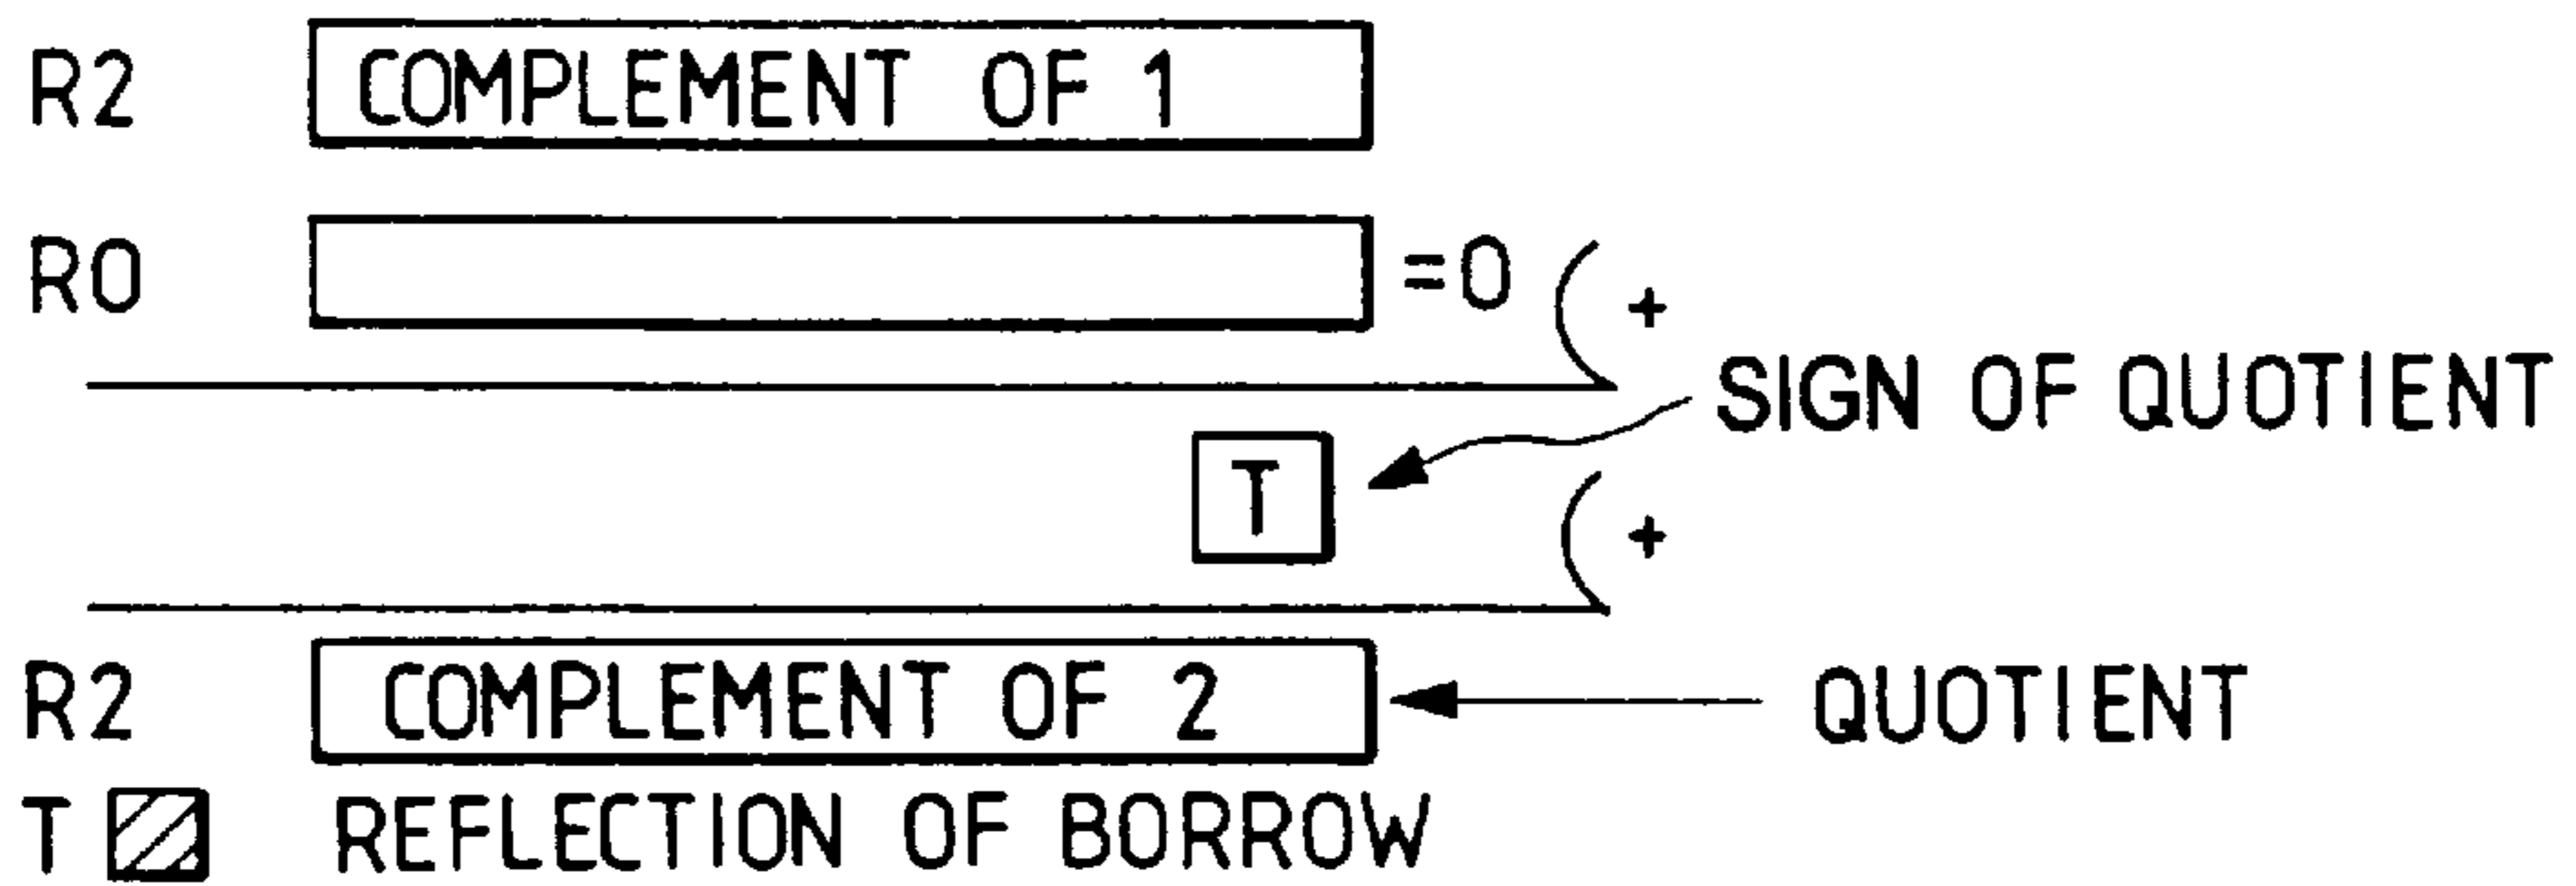 R2 COMPLEMENT OF 1
R0 =0 +
SIGN OF QUOTIENT
T +
R2 COMPLEMENT OF 2 QUOTIENT
T REFLECTION OF BORROW